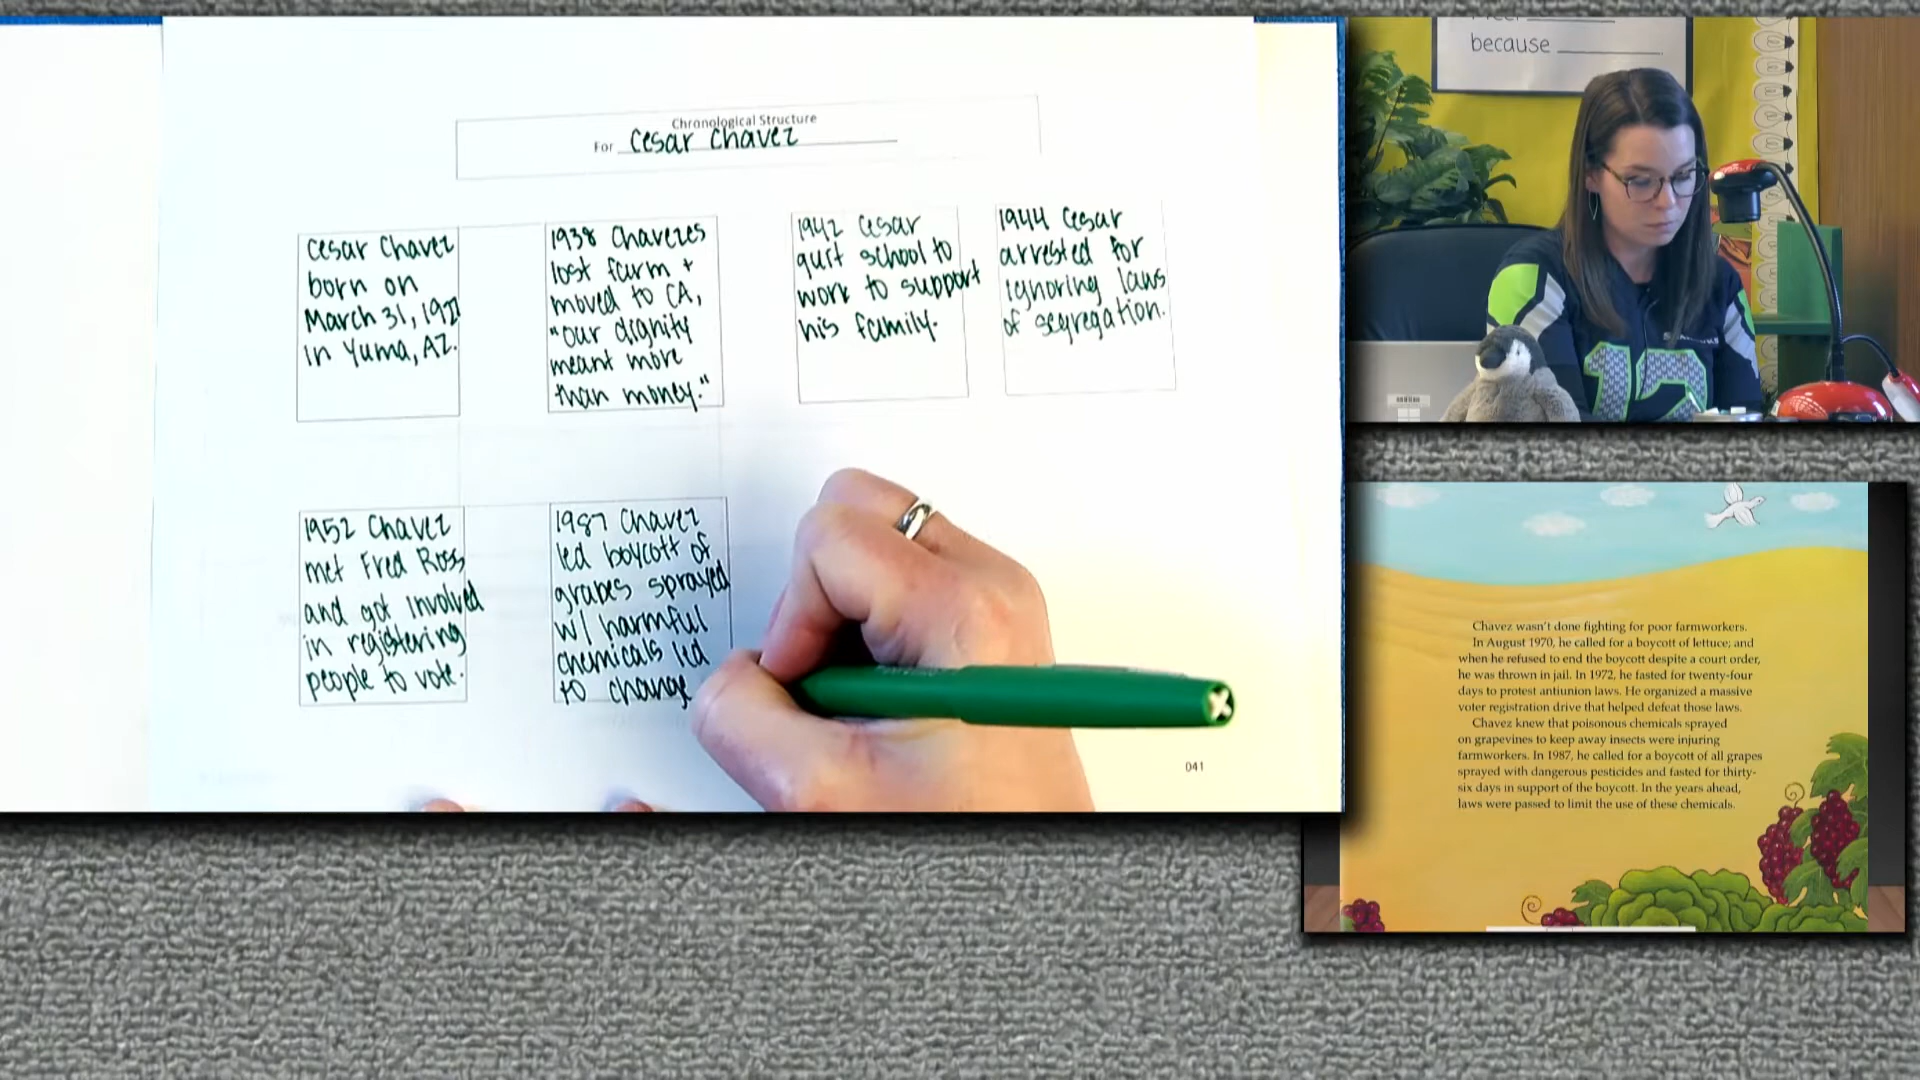 Chronological Structure
For Cesar Chavez
Cesar Chavez
born on
March 31, 1927
in Yuma, AZ.
1938 Chavezes
lost farm +
moved to CA,
"Our dignity
meant more
than money."
1942 Cesar
quit school to
work to support
his family.
1944 Cesar
arrested for
ignoring laws
of segregation.
1952 Chavez
met Fred Ross
and got involved
in registering
people to vote.
1987 Chavez
led boycott of
grapes sprayed
w/ harmful
chemicals led
to change
041
because
12
Chavez wasn't done fighting for poor farmworkers.
In August 1970, he called for a boycott of lettuce; and
when he refused to end the boycott despite a court order,
he was thrown in jail. In 1972, he fasted for twenty-four
days to protest antiunion laws. He organized a massive
voter registration drive that helped defeat those laws.
Chavez knew that poisonous chemicals sprayed
on grapevines to keep away insects were injuring
farmworkers. In 1987, he called for a boycott of all grapes
sprayed with dangerous pesticides and fasted for thirty-
six days in support of the boycott. In the years ahead,
laws were passed to limit the use of these chemicals.